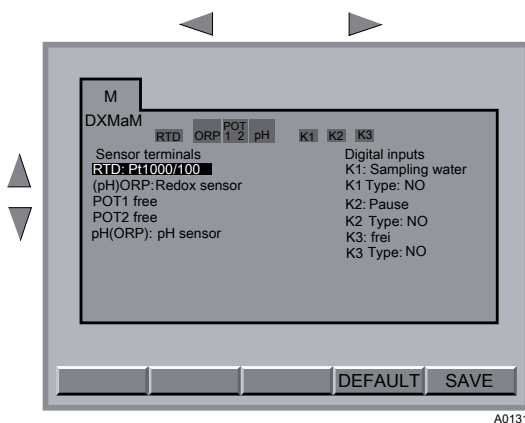 M
DXMaM
RTD ORP POT 1 2 pH K1 K2 K3
Sensor terminals
RTD: Pt1000/100
(pH)ORP: Redox sensor
POT1 free
POT2 free
pH(ORP): pH sensor
Digital inputs
K1: Sampling water
K1 Type: NO
K2: Pause
K2 Type: NO
K3: frei
K3 Type: NO
DEFAULT SAVE
A0131